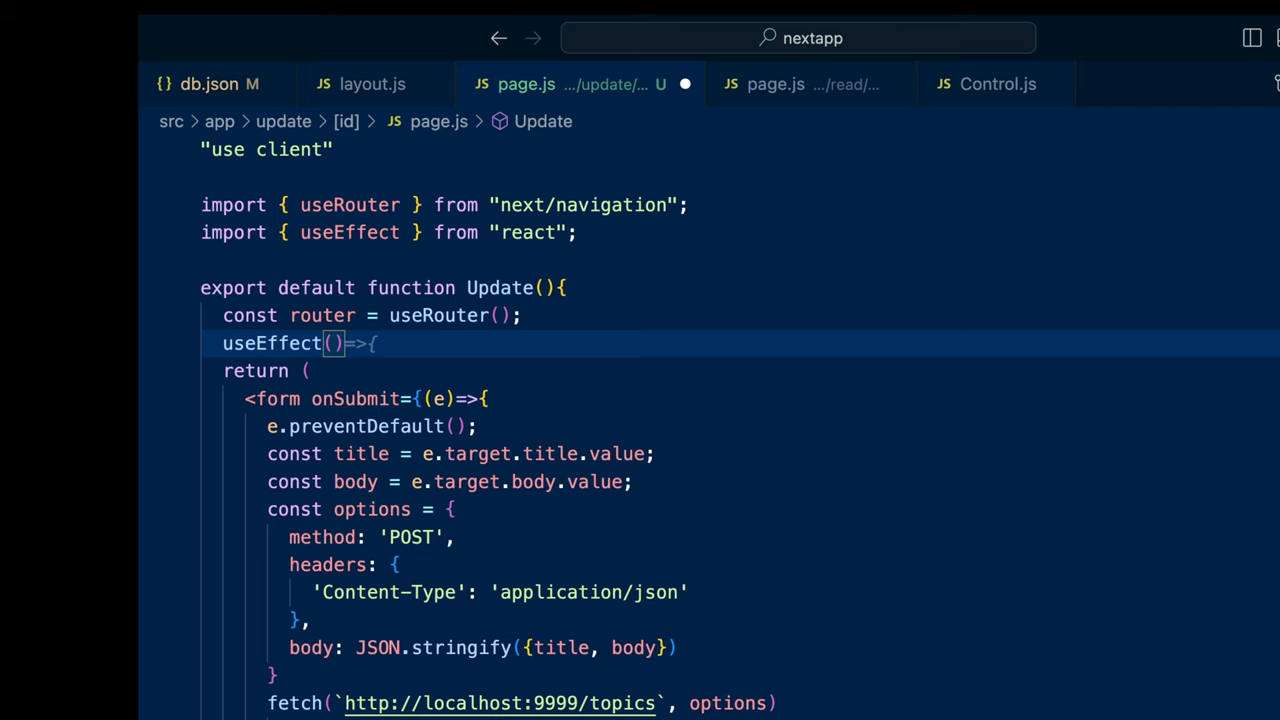 nextapp
db.json M
JS layout.js
JS page.js .../update/... U
JS page.js .../read/...
JS Control.js
src > app > update > [id] > JS page.js > Update
"use client"
import { useRouter } from "next/navigation";
import { useEffect } from "react";
export default function Update(){
const router = useRouter();
useEffect()=>{
return (
<form onSubmit={(e)=>{
e.preventDefault();
const title = e.target.title.value;
const body = e.target.body.value;
const options = {
method: 'POST',
headers: {
'Content-Type': 'application/json'
},
body: JSON.stringify({title, body})
}
fetch(`http://localhost:9999/topics`, options)